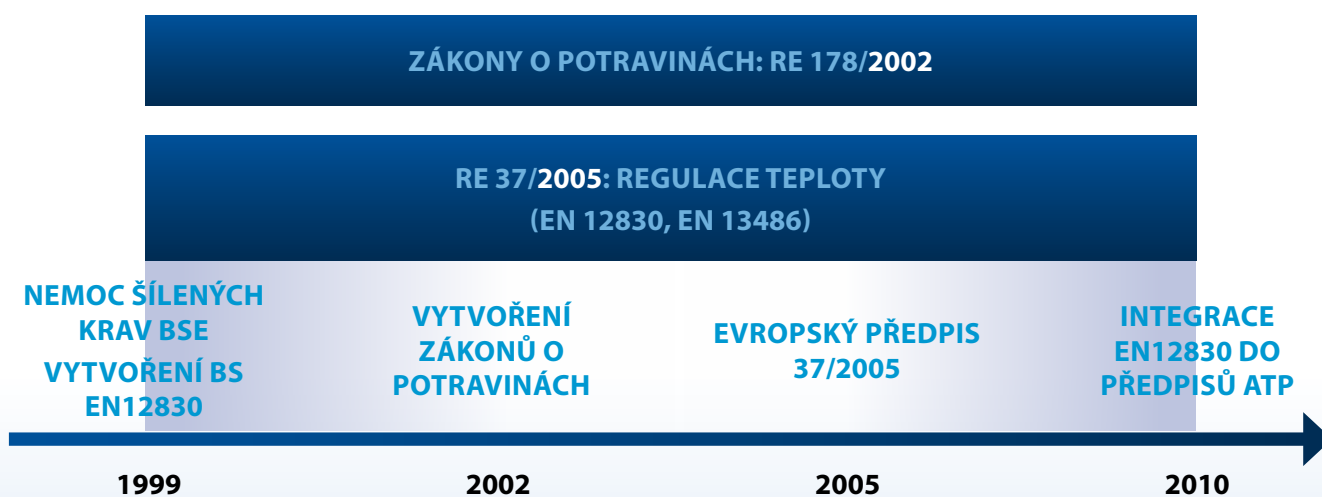 ZÁKONY O POTRAVINÁCH: RE 178/2002
RE 37/2005: REGULACE TEPLOTY
(EN 12830, EN 13486)
NEMOC ŠÍLENÝCH
KRAV BSE
VYTVOŘENÍ BS
EN12830
VYTVOŘENÍ
ZÁKONŮ O
POTRAVINÁCH
EVROPSKÝ PŘEDPIS
37/2005
INTEGRACE
EN12830 DO
PŘEDPISŮ ATP
1999
2002
2005
2010